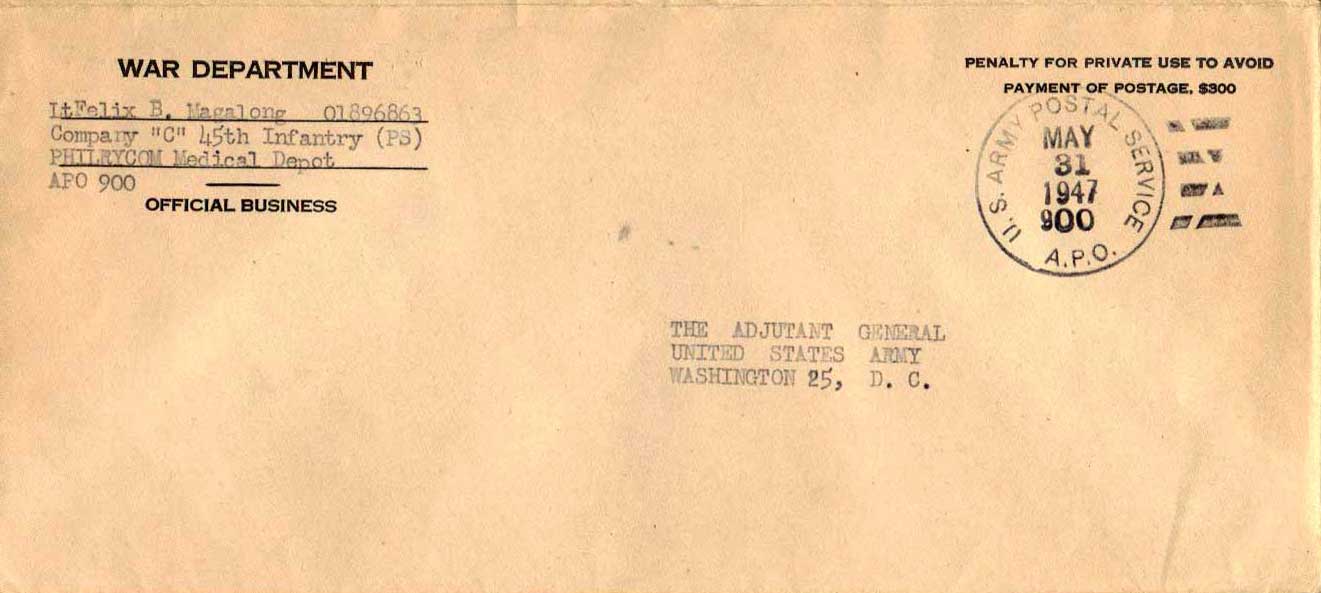 WAR DEPARTMENT
LtFelix B. Magalong 01896863
Company "C" 45th Infantry (PS)
PHILRYCOM Medical Depot
APO 900
OFFICIAL BUSINESS
PENALTY FOR PRIVATE USE TO AVOID
PAYMENT OF POSTAGE, $300
U.S. ARMY POSTAL SERVICE
MAY
31
1947
900
A.P.O.
THE ADJUTANT GENERAL
UNITED STATES ARMY
WASHINGTON 25, D. C.